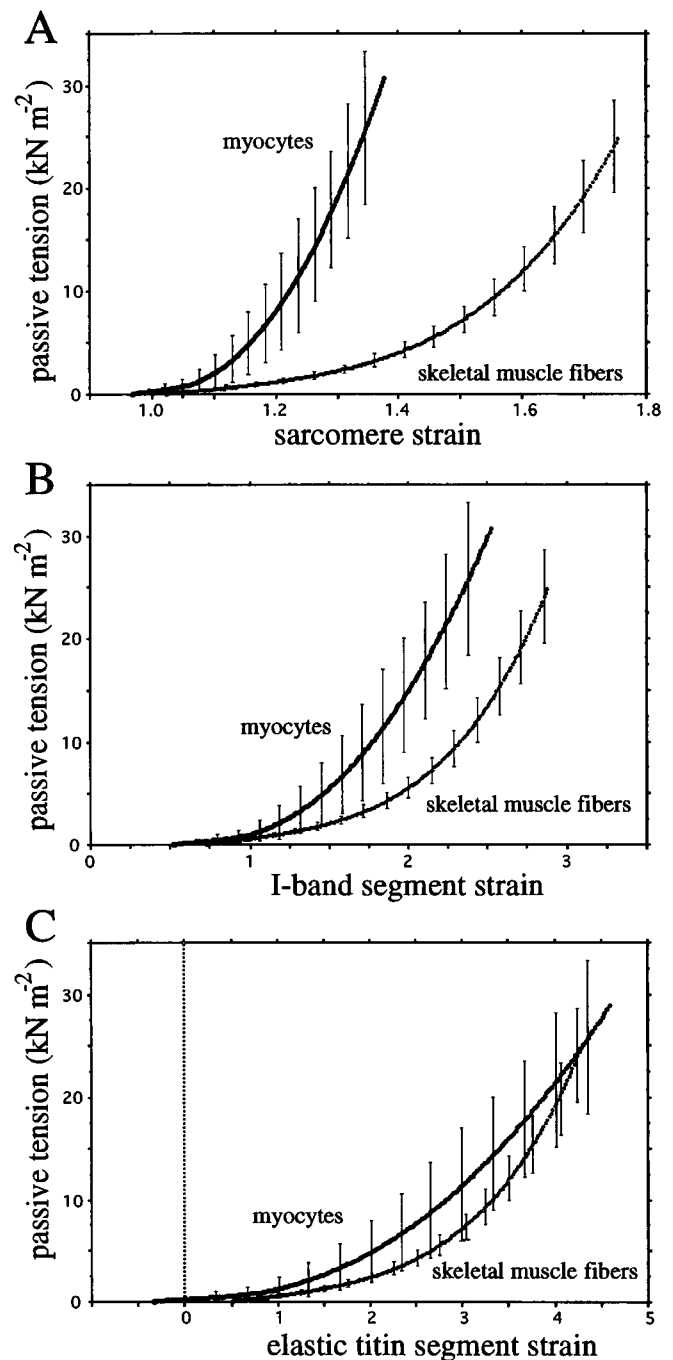 A
passive tension (kN m-2)
30
20
10
0
myocytes
skeletal muscle fibers
1.0 1.2 1.4 1.6 1.8
sarcomere strain
B
passive tension (kN m-2)
30
20
10
0
myocytes
skeletal muscle fibers
0 1 2 3
I-band segment strain
C
passive tension (kN m-2)
30
20
10
0
myocytes
skeletal muscle fibers
0 1 2 3 4 5
elastic titin segment strain